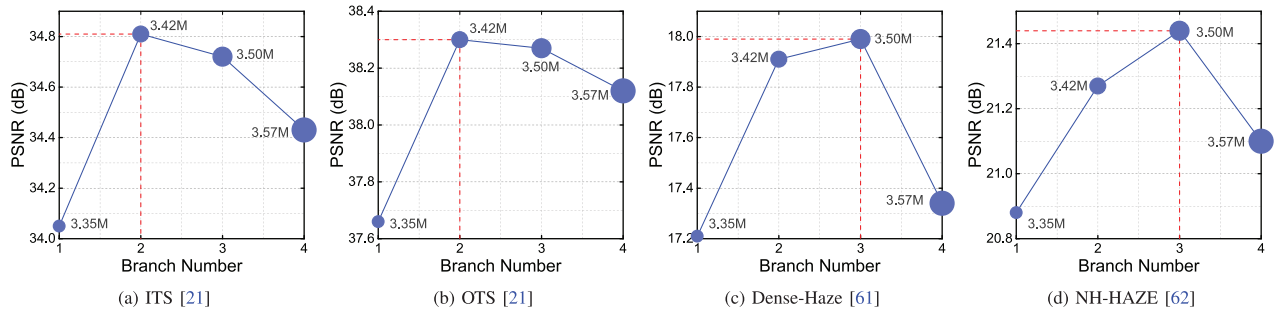 34.8
34.6
34.4
34.2
34.0
PSNR (dB)
3.42M
3.50M
3.57M
3.35M
1 2 3 4
Branch Number
(a) ITS [21]
38.4
38.2
38.0
37.8
37.6
PSNR (dB)
3.42M
3.50M
3.57M
3.35M
1 2 3 4
Branch Number
(b) OTS [21]
18.0
17.8
17.6
17.4
17.2
PSNR (dB)
3.42M
3.50M
3.57M
3.35M
1 2 3 4
Branch Number
(c) Dense-Haze [61]
21.4
21.2
21.0
20.8
PSNR (dB)
3.50M
3.42M
3.57M
3.35M
1 2 3 4
Branch Number
(d) NH-HAZE [62]